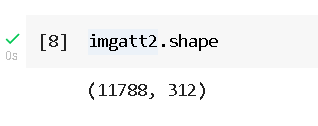 [8] imgatt2.shape
0s
(11788, 312)